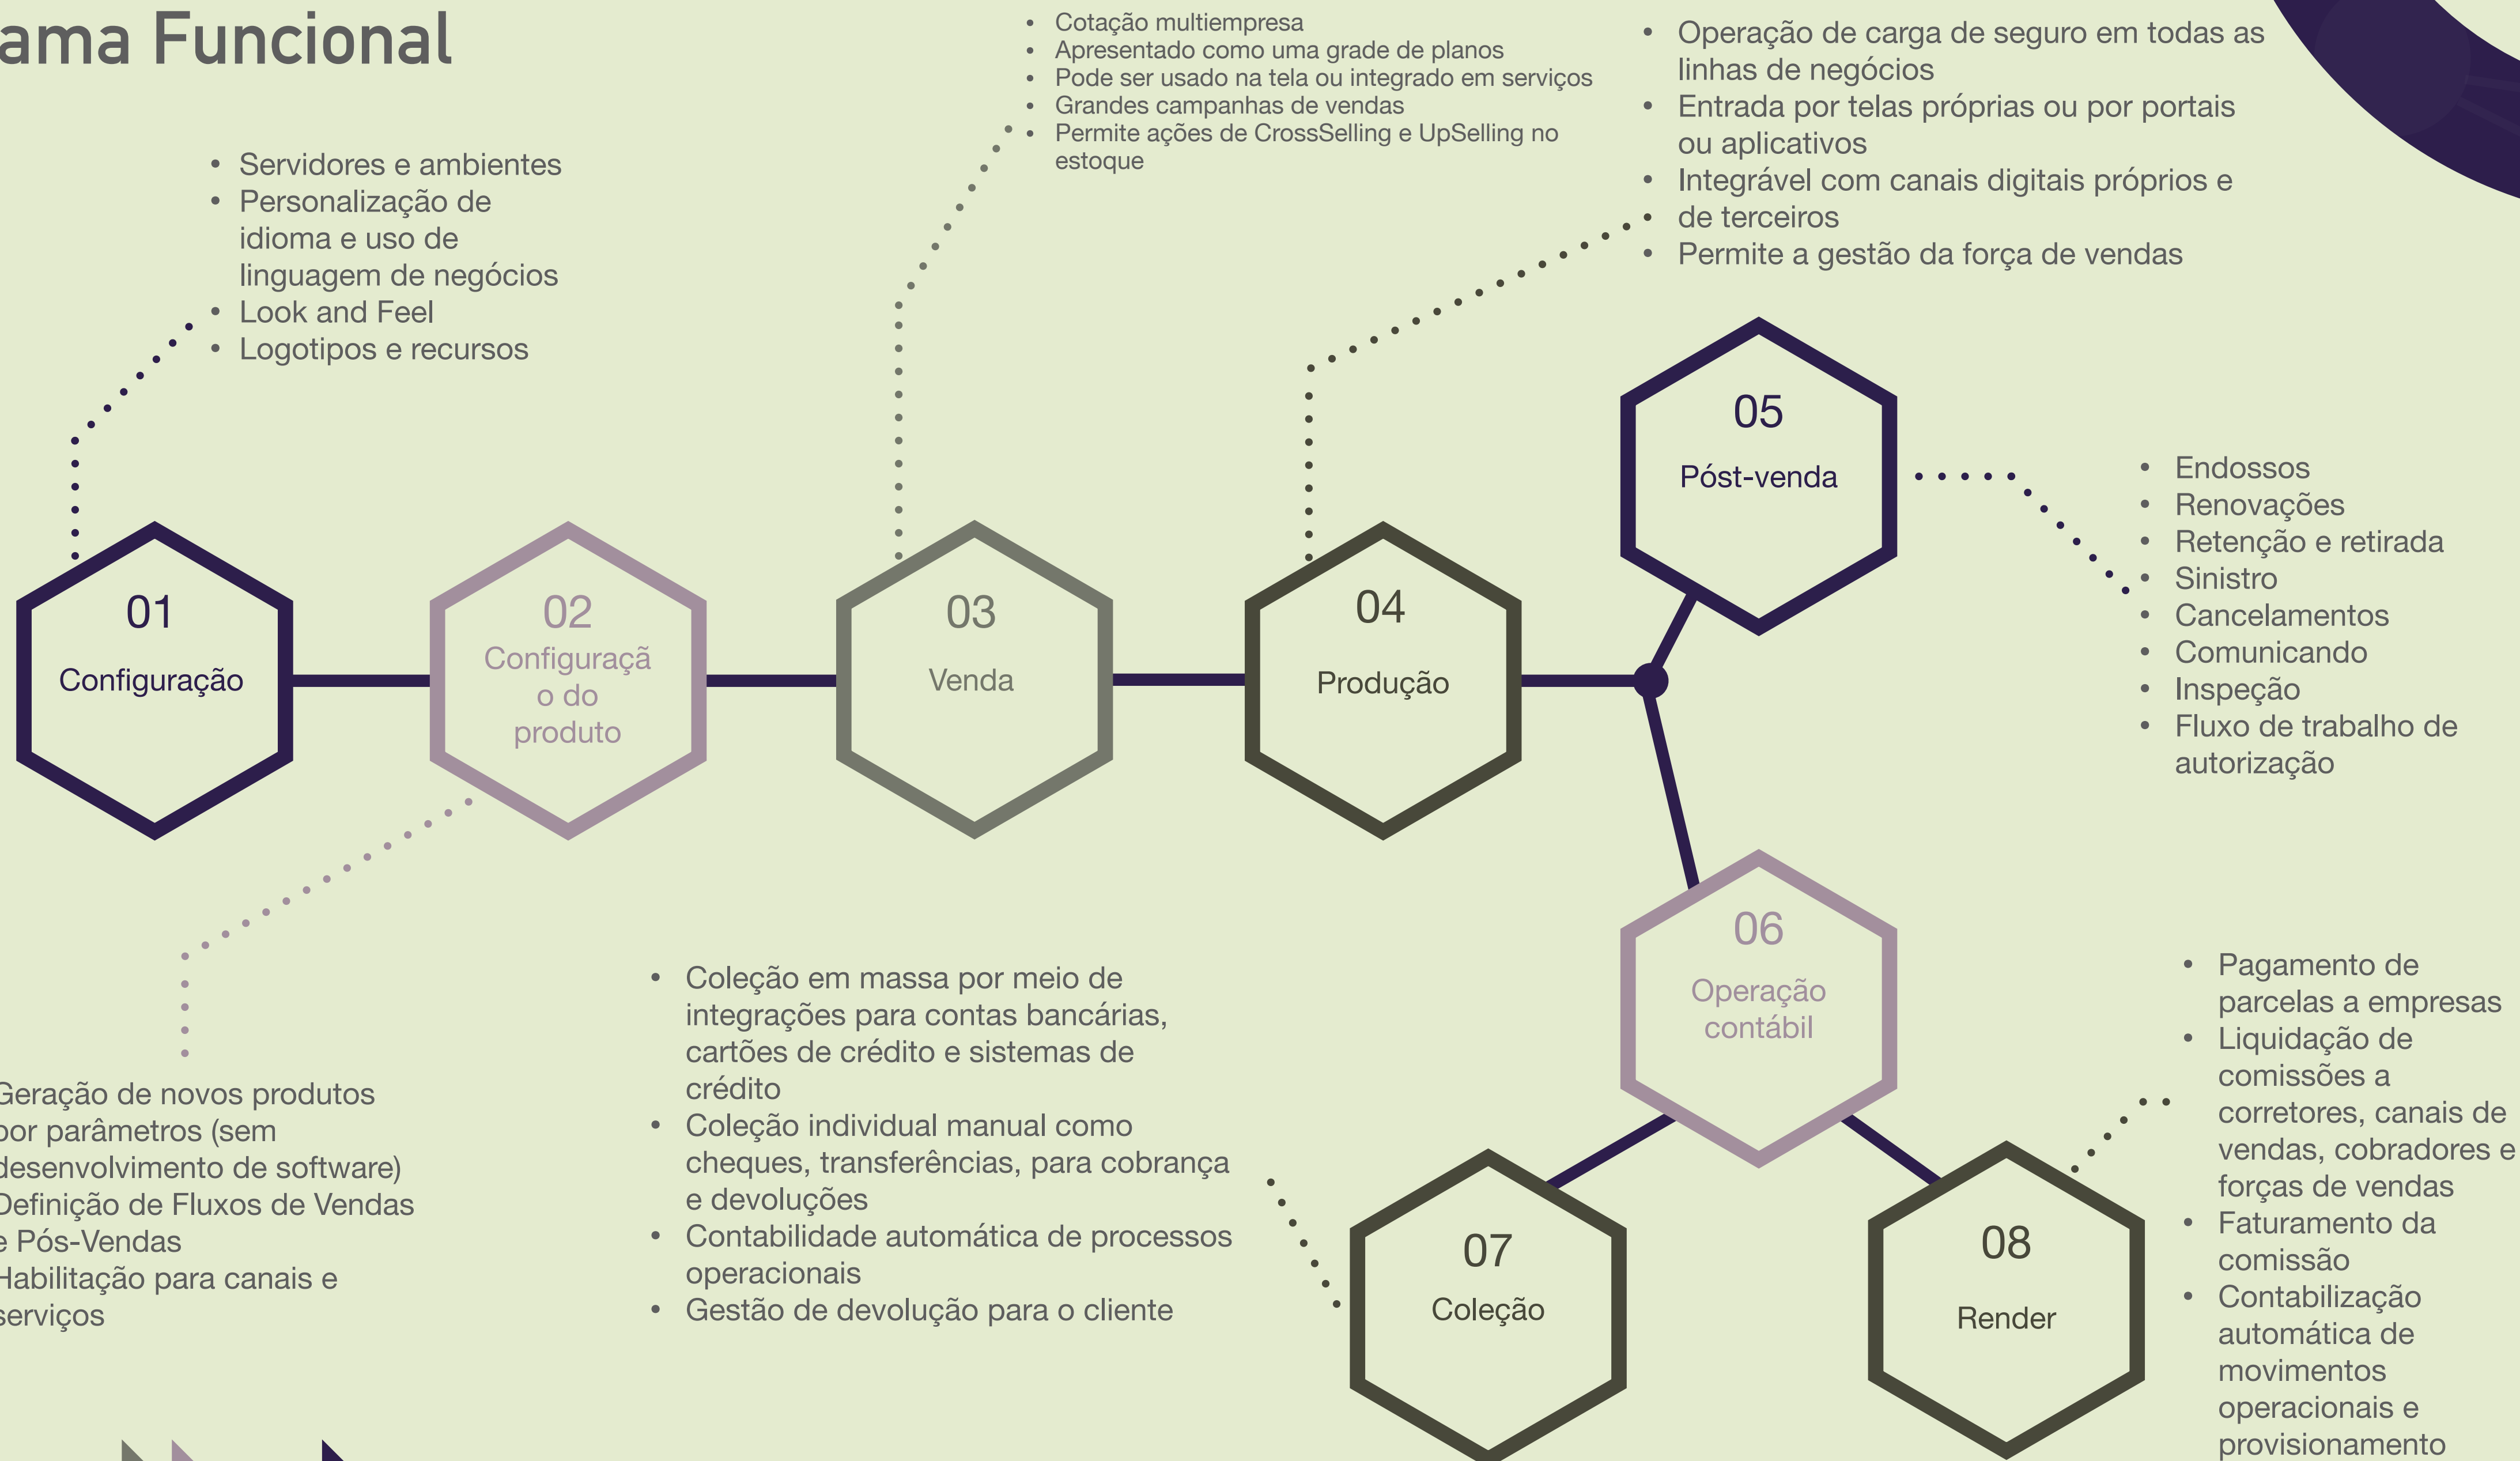 ama Funcional
• Servidores e ambientes
• Personalização de
idioma e uso de
linguagem de negócios
• Look and Feel
• Logotipos e recursos
• Cotação multiempresa
• Apresentado como uma grade de planos
• Pode ser usado na tela ou integrado em serviços
• Grandes campanhas de vendas
• Permite ações de CrossSelling e UpSelling no
estoque
• Operação de carga de seguro em todas as
linhas de negócios
• Entrada por telas próprias ou por portais
ou aplicativos
• Integrável com canais digitais próprios e
• de terceiros
• Permite a gestão da força de vendas
01
Configuração
02
Configuraçã
o do
produto
03
Venda
04
Produção
05
Póst-venda
• Endossos
• Renovações
• Retenção e retirada
• Sinistro
• Cancelamentos
• Comunicando
• Inspeção
• Fluxo de trabalho de
autorização
Geração de novos produtos
por parâmetros (sem
desenvolvimento de software)
Definição de Fluxos de Vendas
e Pós-Vendas
Habilitação para canais e
serviços
• Coleção em massa por meio de
integrações para contas bancárias,
cartões de crédito e sistemas de
crédito
• Coleção individual manual como
cheques, transferências, para cobrança
e devoluções
• Contabilidade automática de processos
operacionais
• Gestão de devolução para o cliente
06
Operação
contábil
07
Coleção
08
Render
• Pagamento de
parcelas a empresas
• Liquidação de
comissões a
corretores, canais de
vendas, cobradores e
forças de vendas
• Faturamento da
comissão
• Contabilização
automática de
movimentos
operacionais e
provisionamento